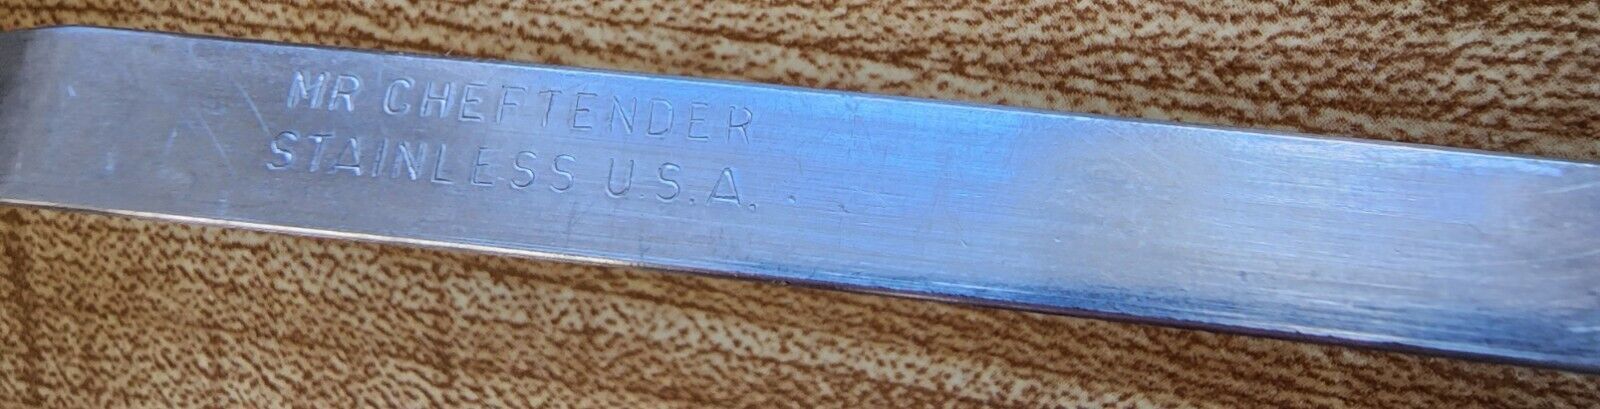 MR CHEFTENDER
STAINLESS U.S.A.